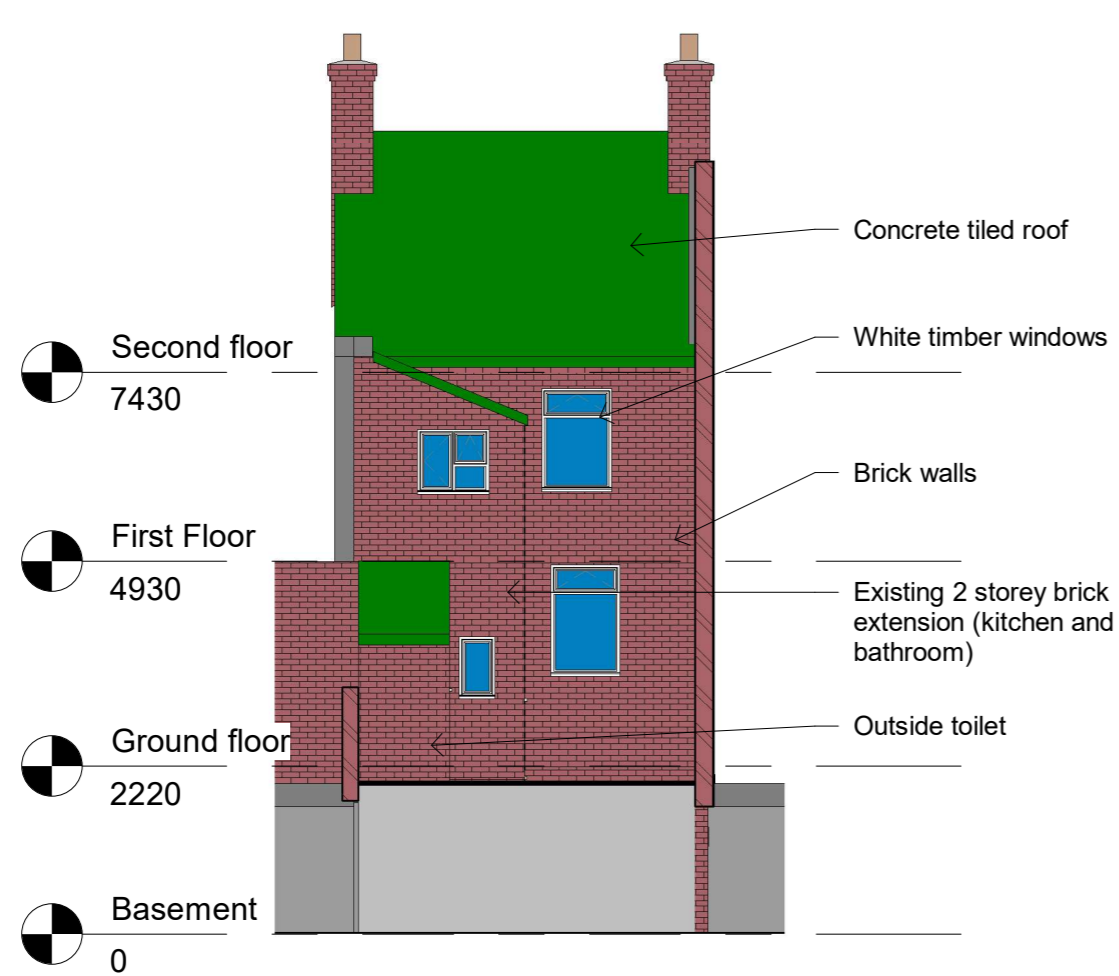 Concrete tiled roof
White timber windows
Second floor
7430
Brick walls
First Floor
4930
Existing 2 storey brick
extension (kitchen and
bathroom)
Outside toilet
Ground floor
2220
Basement
0